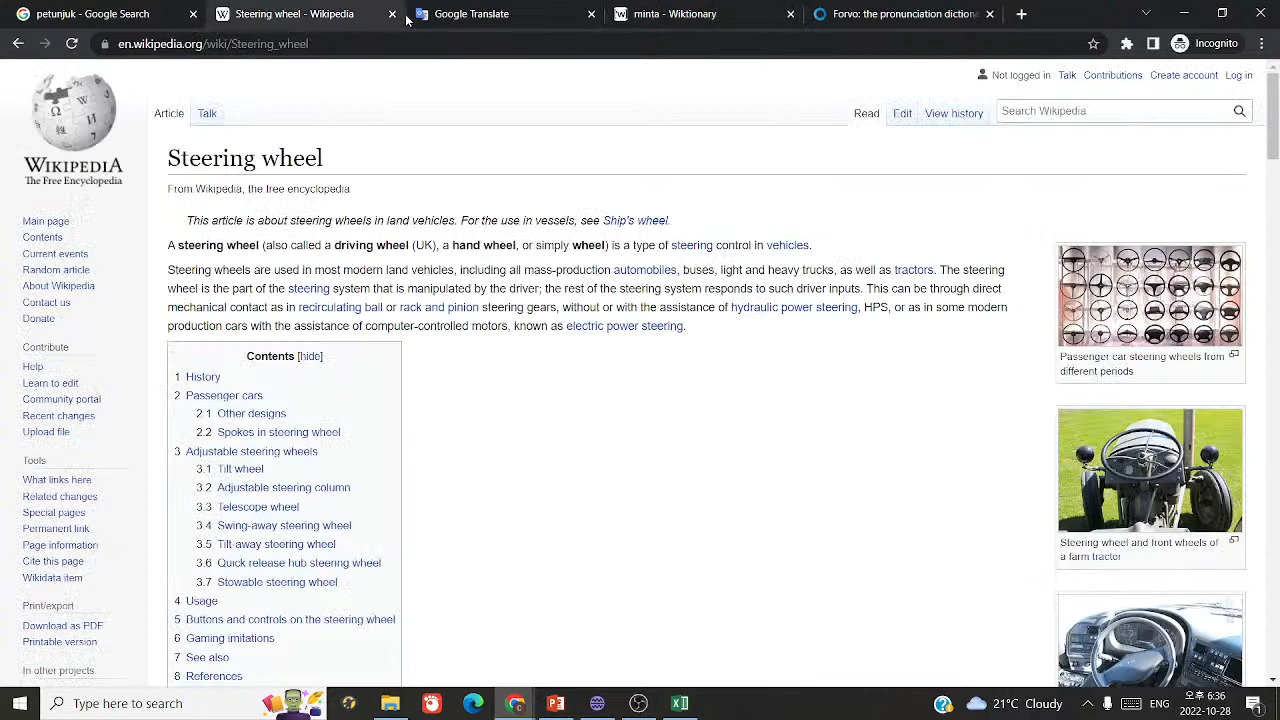 petunjuk - Google Search
Steering wheel - Wikipedia
Google Translate
minta - Wiktionary
Forvo: the pronunciation dictiona
en.wikipedia.org/wiki/Steering_wheel
Incognito
Not logged in Talk Contributions Create account Log in
Article Talk
Read Edit View history
Search Wikipedia
WIKIPEDIA
The Free Encyclopedia
Main page
Contents
Current events
Random article
About Wikipedia
Contact us
Donate
Contribute
Help
Learn to edit
Community portal
Recent changes
Upload file
Tools
What links here
Related changes
Special pages
Permanent link
Page information
Cite this page
Wikidata item
Print/export
Download as PDF
Printable version
In other projects
Steering wheel
From Wikipedia, the free encyclopedia
This article is about steering wheels in land vehicles. For the use in vessels, see Ship's wheel.
A steering wheel (also called a driving wheel (UK), a hand wheel, or simply wheel) is a type of steering control in vehicles.
Steering wheels are used in most modern land vehicles, including all mass-production automobiles, buses, light and heavy trucks, as well as tractors. The steering
wheel is the part of the steering system that is manipulated by the driver; the rest of the steering system responds to such driver inputs. This can be through direct
mechanical contact as in recirculating ball or rack and pinion steering gears, without or with the assistance of hydraulic power steering, HPS, or as in some modern
production cars with the assistance of computer-controlled motors, known as electric power steering.
Contents [hide]
1 History
2 Passenger cars
2.1 Other designs
2.2 Spokes in steering wheel
3 Adjustable steering wheels
3.1 Tilt wheel
3.2 Adjustable steering column
3.3 Telescope wheel
3.4 Swing-away steering wheel
3.5 Tilt-away steering wheel
3.6 Quick release hub steering wheel
3.7 Stowable steering wheel
4 Usage
5 Buttons and controls on the steering wheel
6 Gaming imitations
7 See also
8 References
Passenger car steering wheels from
different periods
Steering wheel and front wheels of
a farm tractor
Type here to search
21°C Cloudy
ENG
오후 6:36
2022-10-28